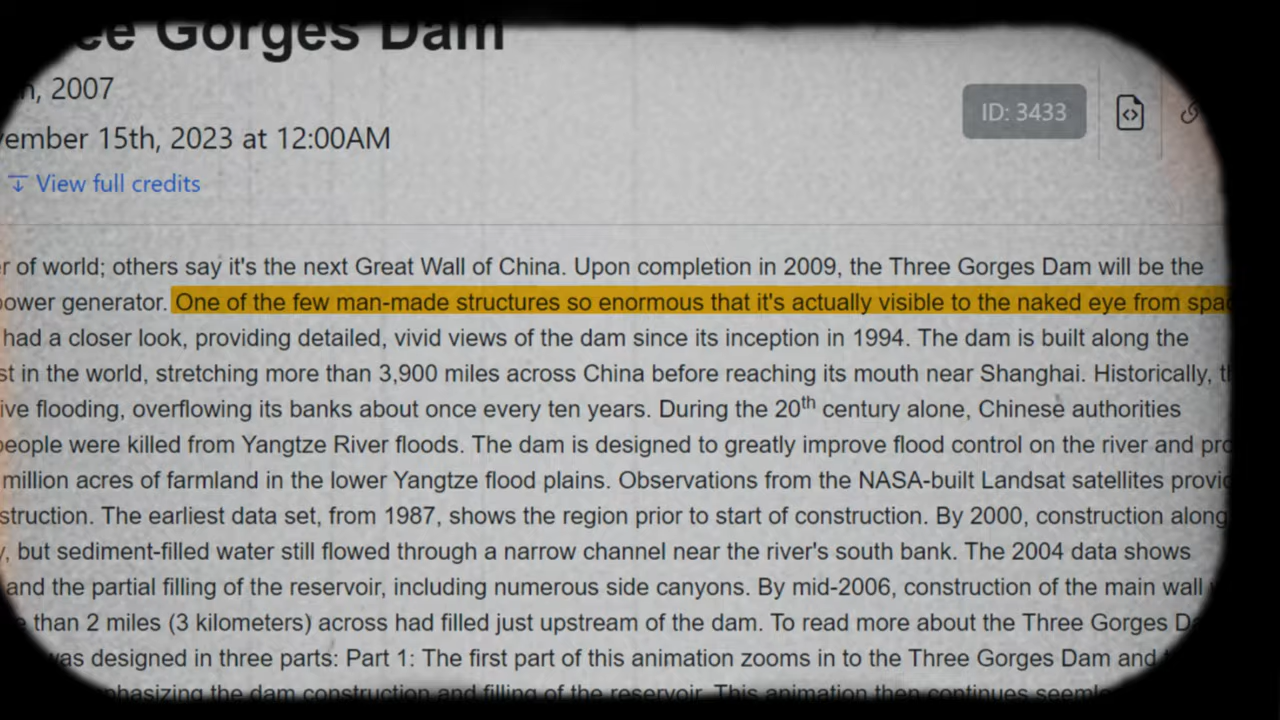 Gorges Dam
2007
ID: 3433
15th, 2023 at 12:00AM
View full credits
of world; others say it's the next Great Wall of China. Upon completion in 2009, the Three Gorges Dam will be the
generator. One of the few man-made structures so enormous that it's actually visible to the naked eye from
had a closer look, providing detailed, vivid views of the dam since its inception in 1994. The dam is built along the
in the world, stretching more than 3,900 miles across China before reaching its mouth near Shanghai. Historically,
flooding, overflowing its banks about once every ten years. During the 20th century alone, Chinese authorities
people were killed from Yangtze River floods. The dam is designed to greatly improve flood control on the river and
million acres of farmland in the lower Yangtze flood plains. Observations from the NASA-built Landsat satellites
The earliest data set, from 1987, shows the region prior to start of construction. By 2000, construction along
but sediment-filled water still flowed through a narrow channel near the river's south bank. The 2004 data shows
and the partial filling of the reservoir, including numerous side canyons. By mid-2006, construction of the main wall
than 2 miles (3 kilometers) across had filled just upstream of the dam. To read more about the Three Gorges
was designed in three parts: Part 1: The first part of this animation zooms in to the Three Gorges Dam and
the dam construction and filling of the reservoir. This animation then continues